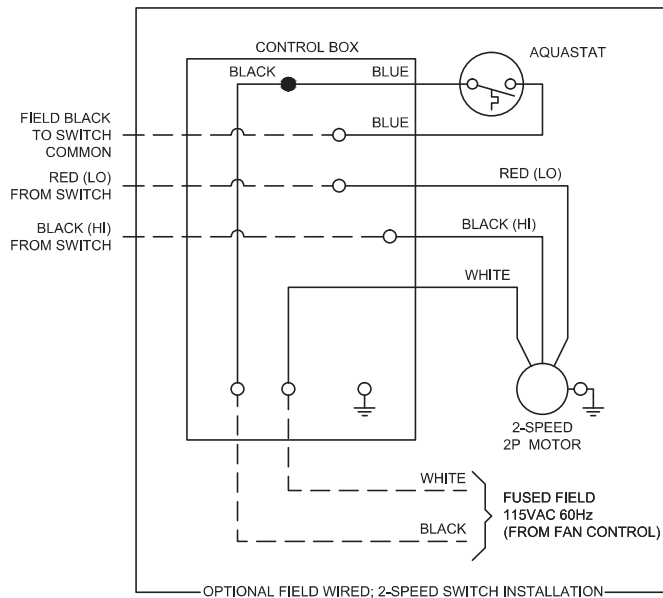 CONTROL BOX
AQUASTAT
BLACK
BLUE
FIELD BLACK
TO SWITCH
COMMON
BLUE
RED (LO)
FROM SWITCH
RED (LO)
BLACK (HI)
FROM SWITCH
BLACK (HI)
WHITE
2-SPEED
2P MOTOR
WHITE
BLACK
FUSED FIELD
115VAC 60Hz
(FROM FAN CONTROL)
OPTIONAL FIELD WIRED; 2-SPEED SWITCH INSTALLATION